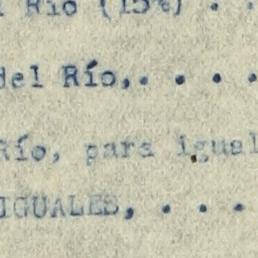 l Río (15%) . .
del Río,. . . .
Río, para igual
IGUALES, . . .